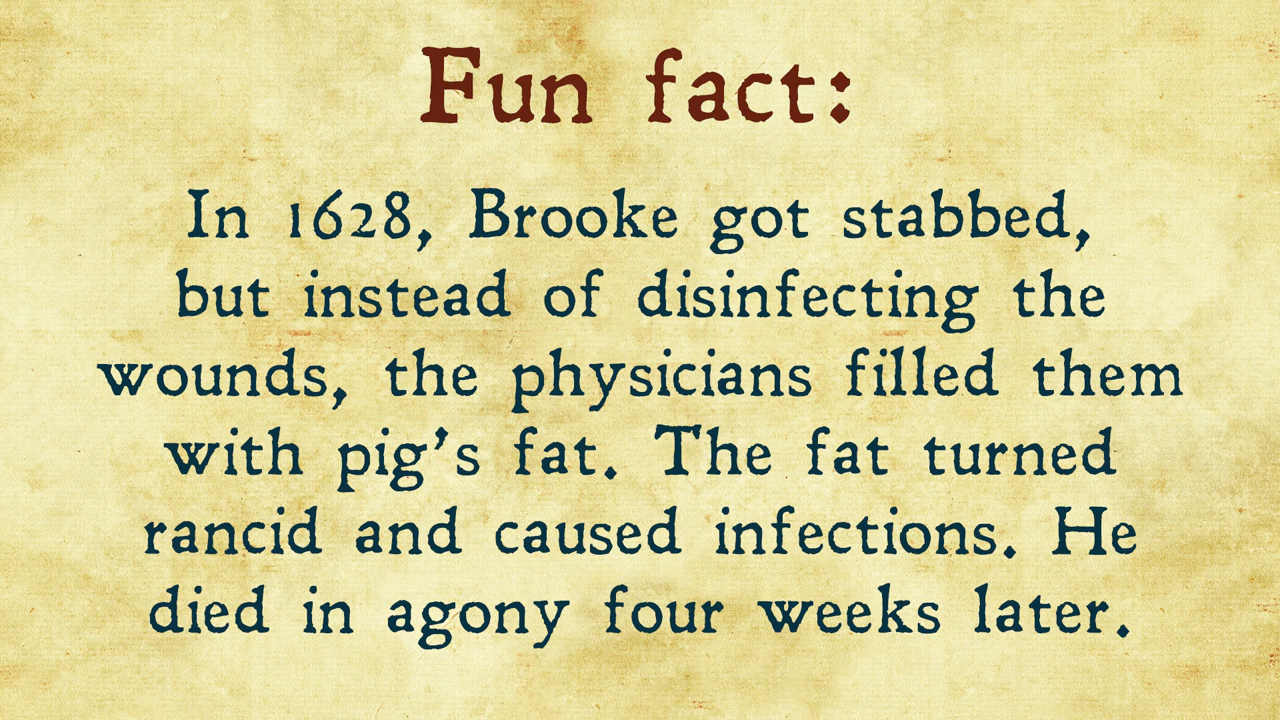 Fun fact:
In 1628, Brooke got stabbed,
but instead of disinfecting the
wounds, the physicians filled them
with pig's fat. The fat turned
rancid and caused infections. He
died in agony four weeks later.